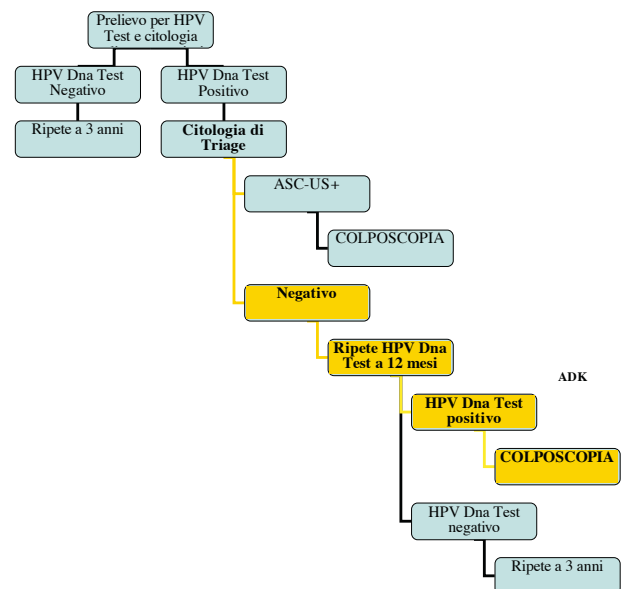 Prelievo per HPV
Test e citologia
HPV Dna Test
Negativo
HPV Dna Test
Positivo
Ripete a 3 anni
Citologia di
Triage
ASC-US+
COLPOSCOPIA
Negativo
Ripete HPV Dna
Test a 12 mesi
ADK
HPV Dna Test
positivo
COLPOSCOPIA
HPV Dna Test
negativo
Ripete a 3 anni